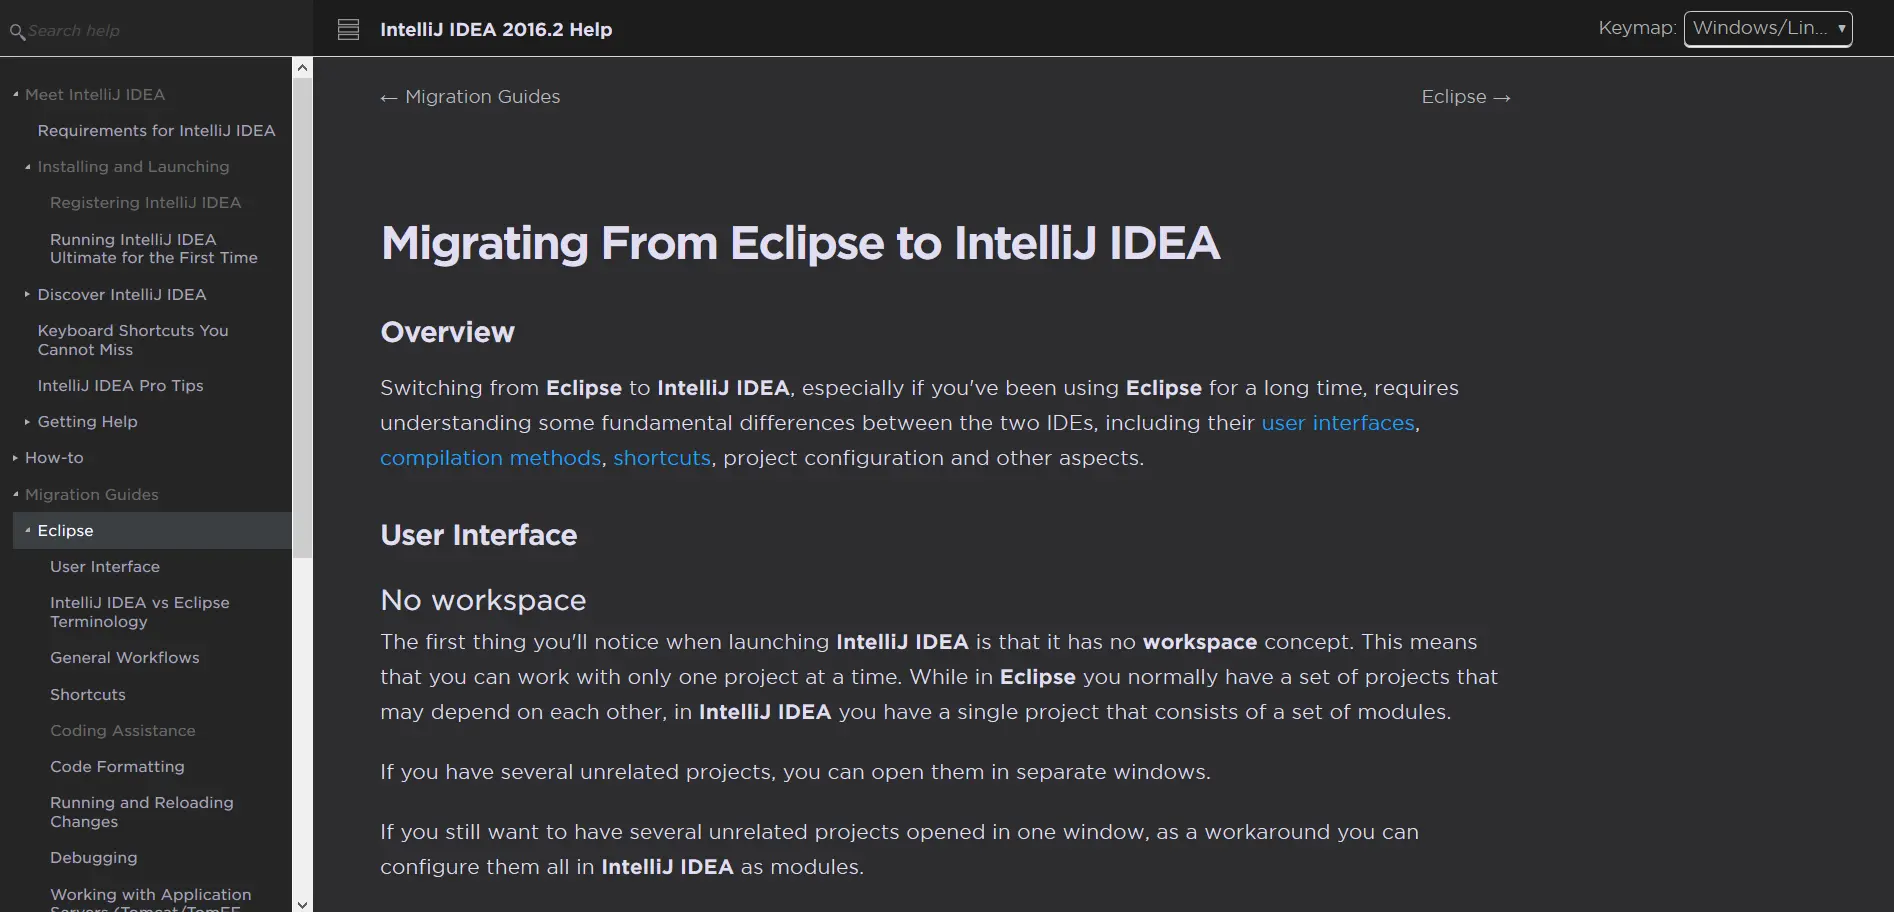 Search help
IntelliJ IDEA 2016.2 Help
Keymap: Windows/Lin... ▾
Meet IntelliJ IDEA
Requirements for IntelliJ IDEA
Installing and Launching
Registering IntelliJ IDEA
Running IntelliJ IDEA
Ultimate for the First Time
Discover IntelliJ IDEA
Keyboard Shortcuts You
Cannot Miss
IntelliJ IDEA Pro Tips
Getting Help
How-to
Migration Guides
Eclipse
User Interface
IntelliJ IDEA vs Eclipse
Terminology
General Workflows
Shortcuts
Coding Assistance
Code Formatting
Running and Reloading
Changes
Debugging
Working with Application
Servers (Tomcat/TomEE
← Migration Guides
Eclipse →
Migrating From Eclipse to IntelliJ IDEA
Overview
Switching from Eclipse to IntelliJ IDEA, especially if you've been using Eclipse for a long time, requires
understanding some fundamental differences between the two IDEs, including their user interfaces,
compilation methods, shortcuts, project configuration and other aspects.
User Interface
No workspace
The first thing you'll notice when launching IntelliJ IDEA is that it has no workspace concept. This means
that you can work with only one project at a time. While in Eclipse you normally have a set of projects that
may depend on each other, in IntelliJ IDEA you have a single project that consists of a set of modules.
If you have several unrelated projects, you can open them in separate windows.
If you still want to have several unrelated projects opened in one window, as a workaround you can
configure them all in IntelliJ IDEA as modules.